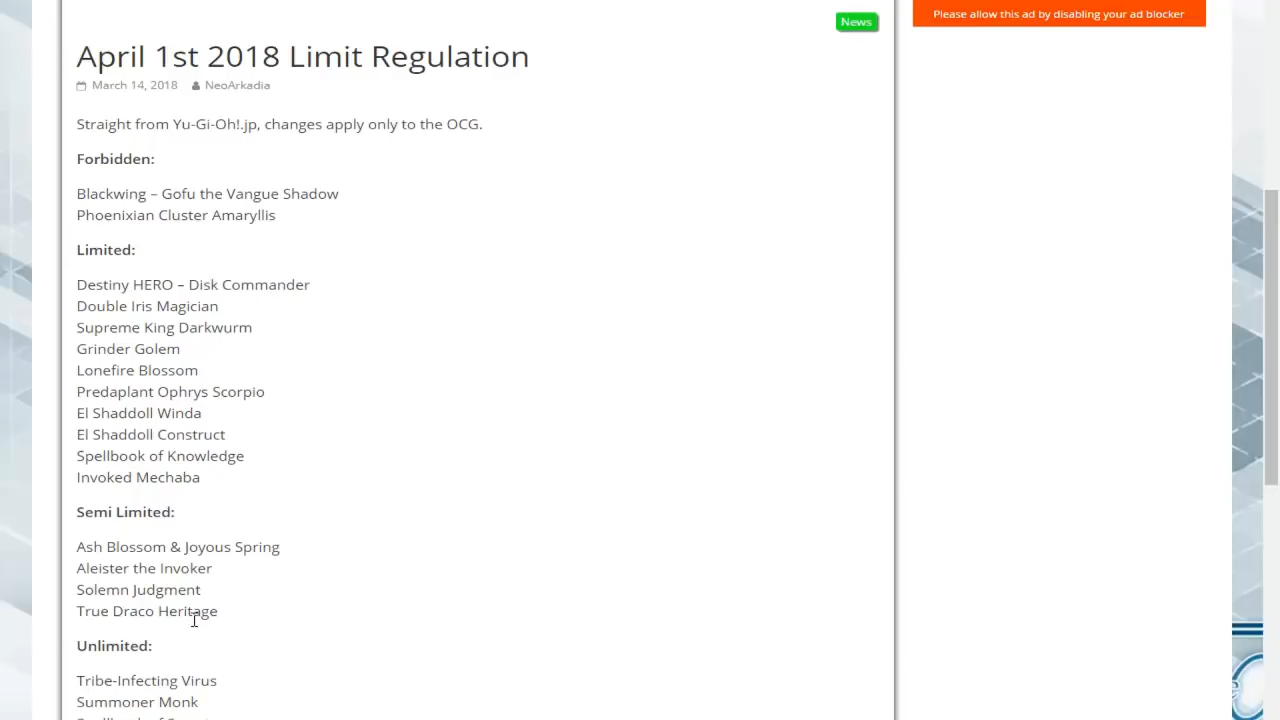 Please allow this ad by disabling your ad blocker
News
April 1st 2018 Limit Regulation
March 14, 2018 NeoArkadia
Straight from Yu-Gi-Oh!.jp, changes apply only to the OCG.
Forbidden:
Blackwing – Gofu the Vangue Shadow
Phoenixian Cluster Amaryllis
Limited:
Destiny HERO – Disk Commander
Double Iris Magician
Supreme King Darkwurm
Grinder Golem
Lonefire Blossom
Predaplant Ophrys Scorpio
El Shaddoll Winda
El Shaddoll Construct
Spellbook of Knowledge
Invoked Mechaba
Semi Limited:
Ash Blossom & Joyous Spring
Aleister the Invoker
Solemn Judgment
True Draco Heritage
Unlimited:
Tribe-Infecting Virus
Summoner Monk